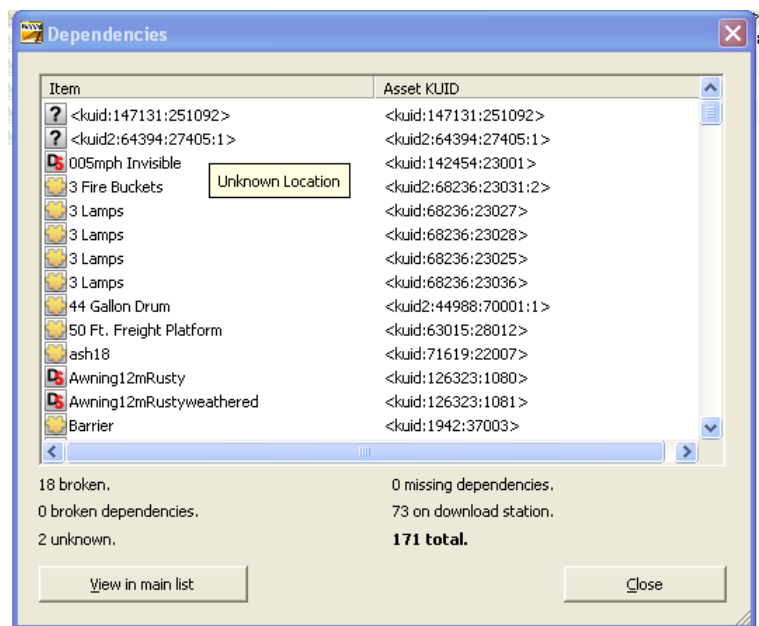 Dependencies
Item Asset KUID
<kuid:147131:251092> <kuid:147131:251092>
<kuid2:64394:27405:1> <kuid2:64394:27405:1>
005mph Invisible <kuid:142454:23001>
Unknown Location
3 Fire Buckets <kuid2:68236:23031:2>
3 Lamps <kuid:68236:23027>
3 Lamps <kuid:68236:23028>
3 Lamps <kuid:68236:23025>
3 Lamps <kuid:68236:23036>
44 Gallon Drum <kuid2:44988:70001:1>
50 Ft. Freight Platform <kuid:63015:28012>
ash18 <kuid:71619:22007>
Awning12mRusty <kuid:126323:1080>
Awning12mRustyweathered <kuid:126323:1081>
Barrier <kuid:1942:37003>
18 broken. 0 missing dependencies.
0 broken dependencies. 73 on download station.
2 unknown. 171 total.
View in main list Close